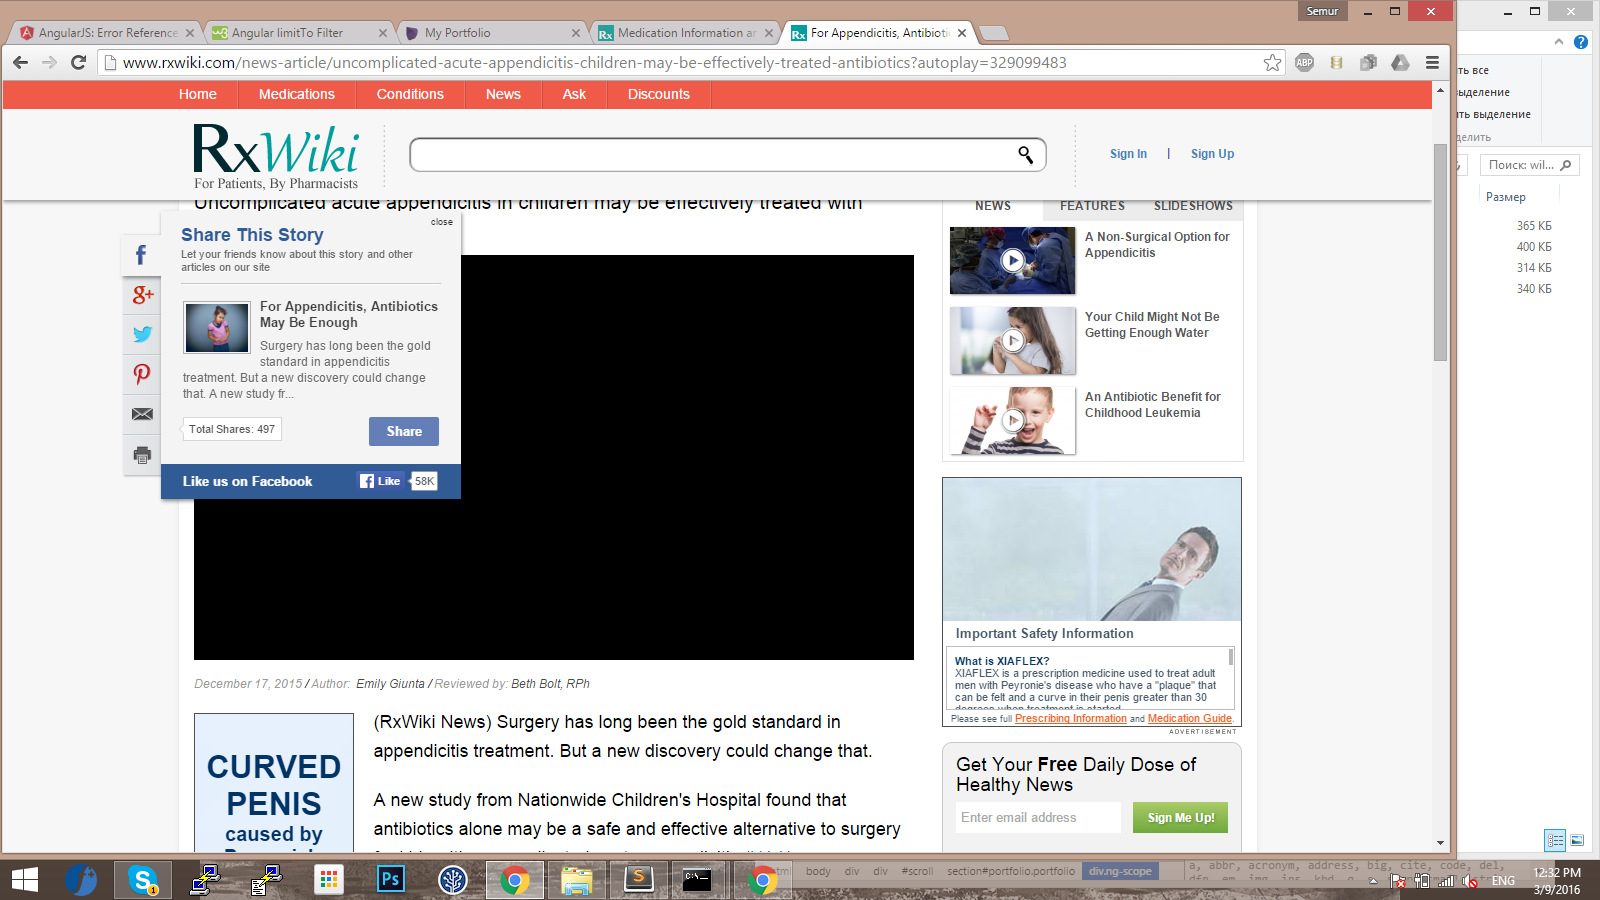 Semur
AngularJS: Error Reference
Angular limitTo Filter
My Portfolio
Medication Information an
For Appendicitis, Antibioti
www.rxwiki.com/news-article/uncomplicated-acute-appendicitis-children-may-be-effectively-treated-antibiotics?autoplay=329099483
ABP
Home
Medications
Conditions
News
Ask
Discounts
RxWiki
For Patients, By Pharmacists
Sign In
Sign Up
Uncomplicated acute appendicitis in children may be effectively treated with
close
Share This Story
Let your friends know about this story and other
articles on our site
For Appendicitis, Antibiotics
May Be Enough
Surgery has long been the gold
standard in appendicitis
treatment. But a new discovery could change
that. A new study fr...
Total Shares: 497
Share
Like us on Facebook
Like
58K
NEWS
FEATURES
SLIDESHOWS
A Non-Surgical Option for
Appendicitis
Your Child Might Not Be
Getting Enough Water
An Antibiotic Benefit for
Childhood Leukemia
Important Safety Information
What is XIAFLEX?
XIAFLEX is a prescription medicine used to treat adult
men with Peyronie's disease who have a "plaque" that
can be felt and a curve in their penis greater than 30
degrees when treatment is started
Please see full Prescribing Information and Medication Guide.
ADVERTISEMENT
Get Your Free Daily Dose of
Healthy News
Enter email address
Sign Me Up!
December 17, 2015 / Author: Emily Giunta / Reviewed by: Beth Bolt, RPh
CURVED
PENIS
caused by
(RxWiki News) Surgery has long been the gold standard in
appendicitis treatment. But a new discovery could change that.
A new study from Nationwide Children's Hospital found that
antibiotics alone may be a safe and effective alternative to surgery
ть все
выделение
ть выделение
делить
Поиск: wil...
Размер
365 КБ
400 КБ
314 КБ
340 КБ
Ps
body
div
div
#scroll
section#portfolio.portfolio
div.ng-scope
a, abbr, acronym, address, big, cite, code, del,
ENG
12:32 PM
3/9/2016